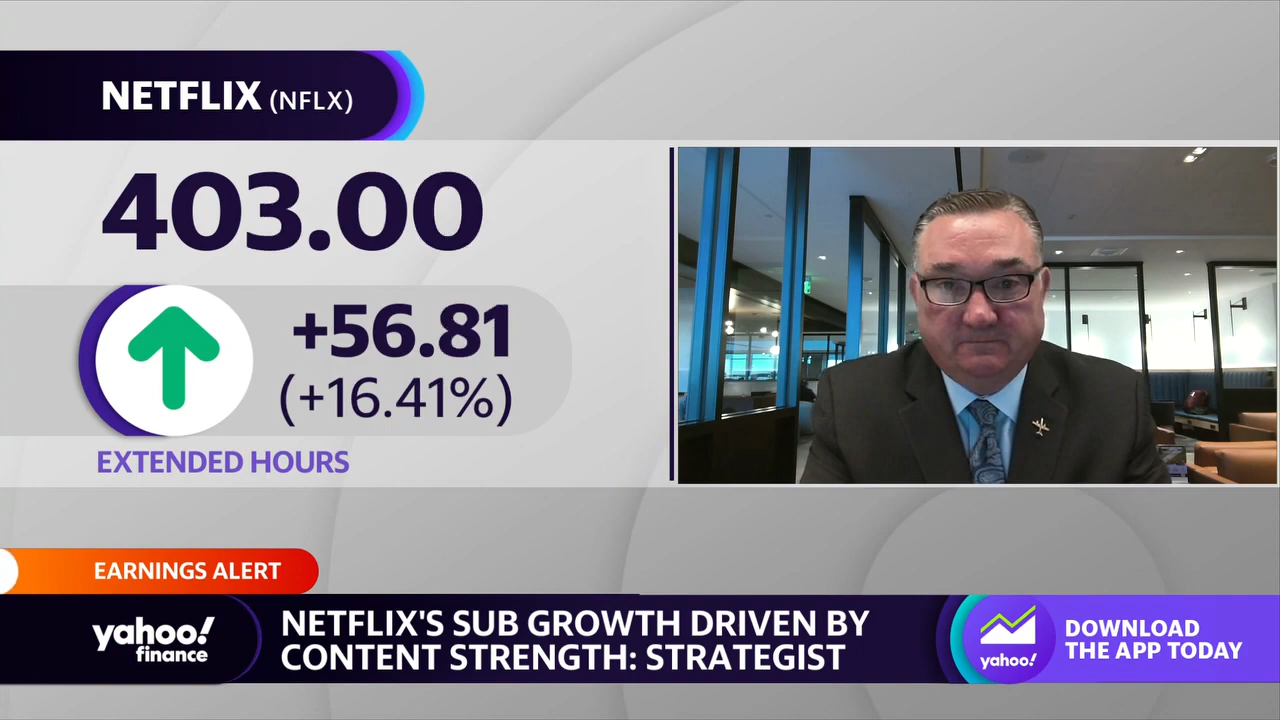 NETFLIX (NFLX)
403.00
+56.81
(+16.41%)
EXTENDED HOURS
EARNINGS ALERT
yahoo!
finance
NETFLIX'S SUB GROWTH DRIVEN BY
CONTENT STRENGTH: STRATEGIST
yahoo!
DOWNLOAD
THE APP TODAY